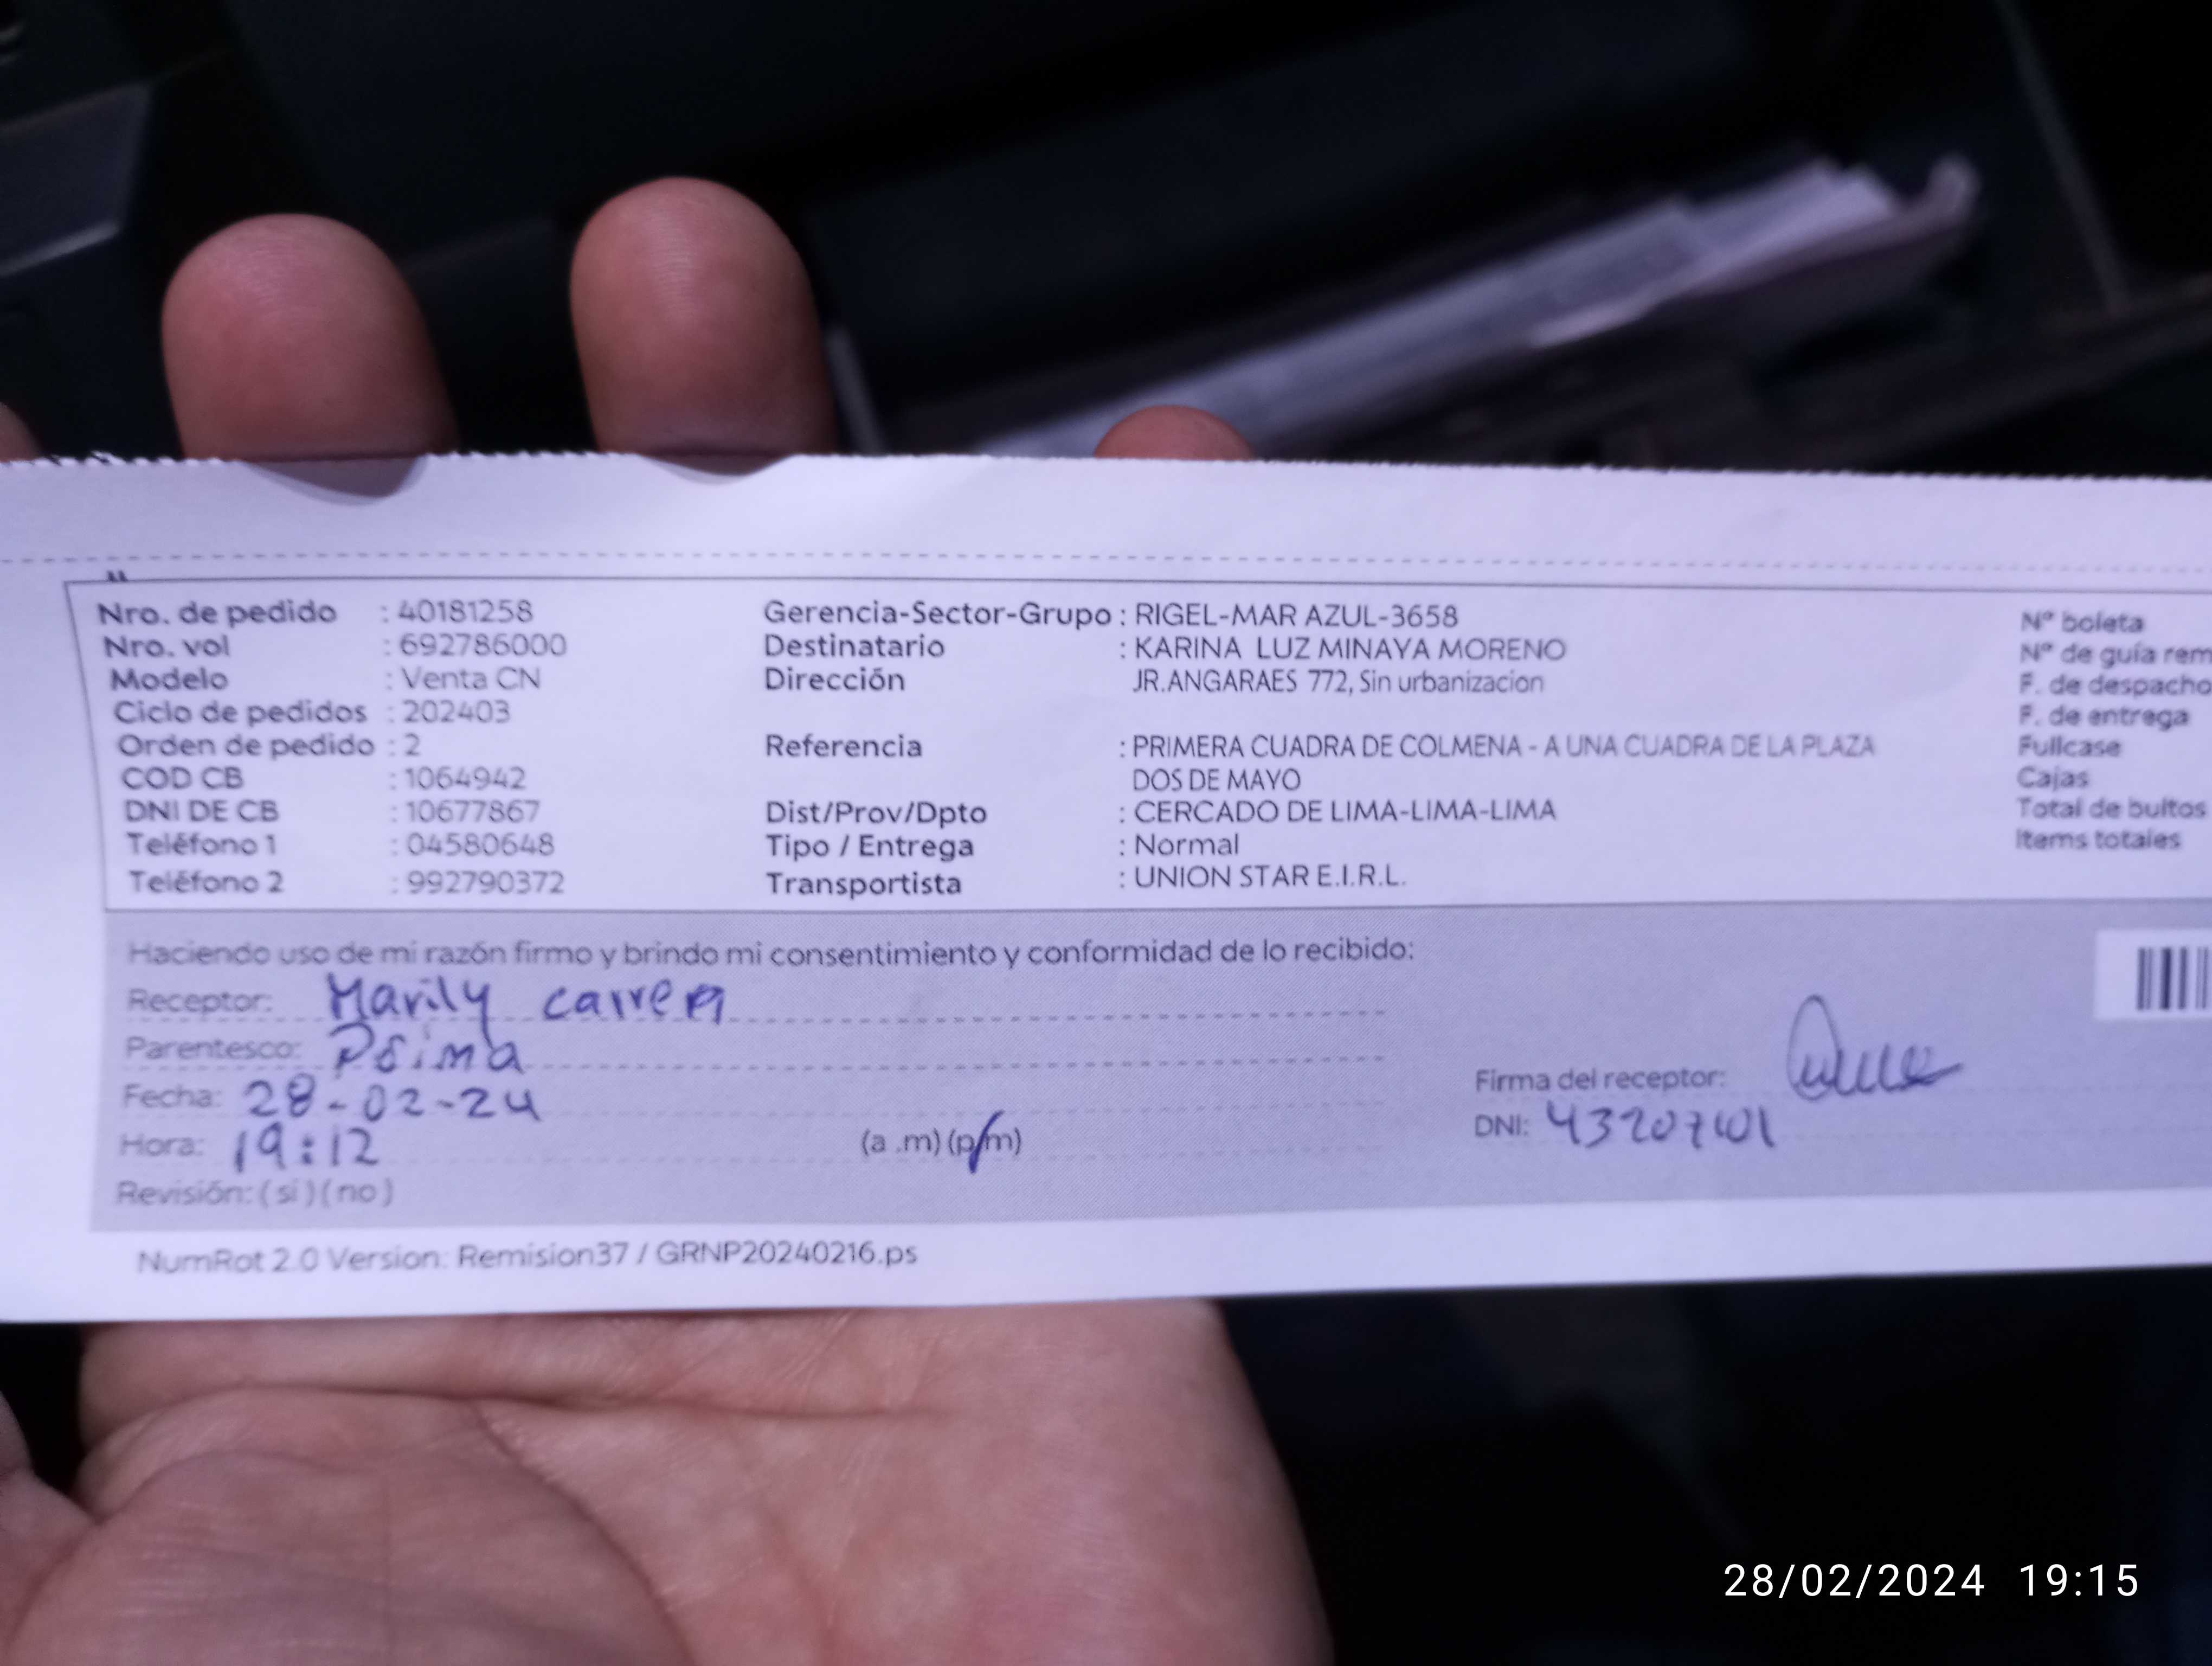 Nro. de pedido : 40181258
Nro. vol : 692786000
Modelo : Venta CN
Ciclo de pedidos : 202403
Orden de pedido : 2
COD CB : 1064942
DNI DE CB : 10677867
Teléfono 1 : 04580648
Teléfono 2 : 992790372
Gerencia-Sector-Grupo : RIGEL-MAR AZUL-3658
Destinatario : KARINA LUZ MINAYA MORENO
Dirección JR.ANGARAES 772, Sin urbanizacion
Referencia : PRIMERA CUADRA DE COLMENA - A UNA CUADRA DE LA PLAZA
DOS DE MAYO
Dist/Prov/Dpto : CERCADO DE LIMA-LIMA-LIMA
Tipo / Entrega : Normal
Transportista : UNION STAR E.I.R.L.
N° boleta
N° de guía rem
F. de despacho
F. de entrega
Fullcase
Cajas
Total de bultos
Items totales
Haciendo uso de mi razón firmo y brindo mi consentimiento y conformidad de lo recibido:
Receptor: Marily
Parentesco: Prima
Fecha: 28-02-24
Hora: 19:12 (a .m) (p/m)
Revisión: ( si ) ( no )
Firma del receptor:
DNI:
NumRot 2.0 Version: Remision37 / GRNP20240216.ps
28/02/2024 19:15